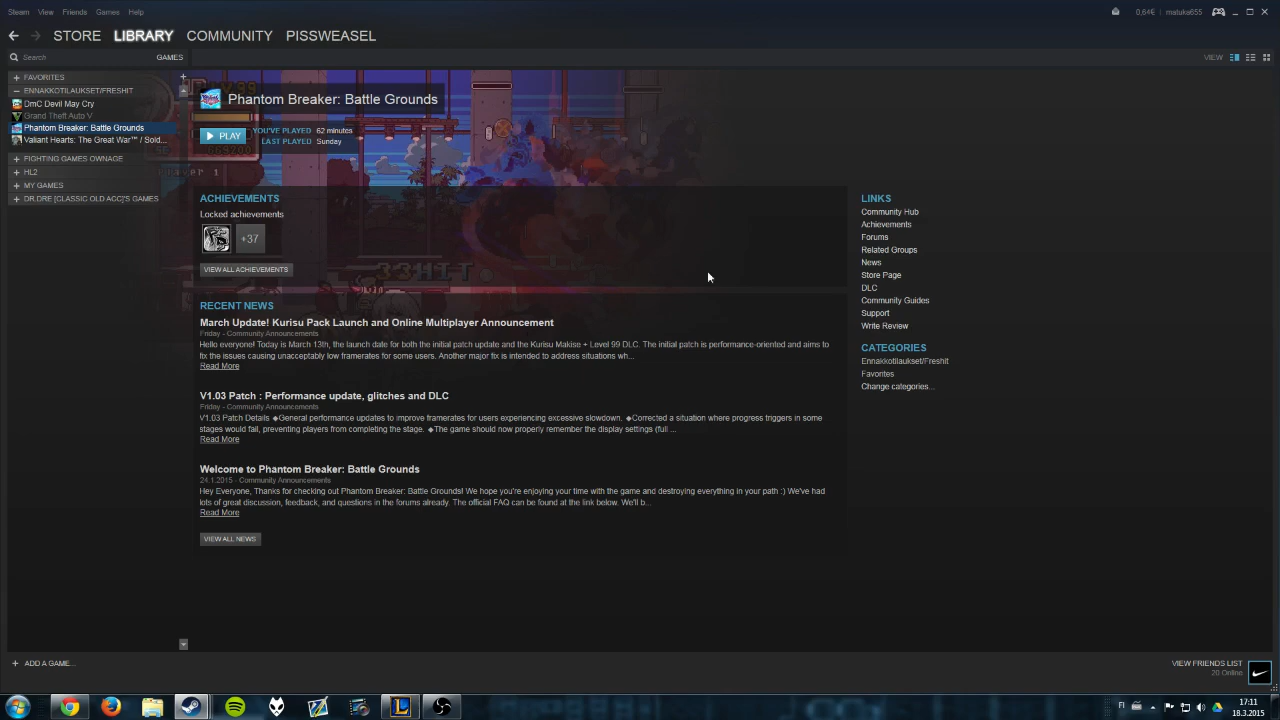 Steam View Friends Games Help
0,64€ matuka655
STORE LIBRARY COMMUNITY PISSWEASEL
Search GAMES VIEW
FAVORITES
ENNAKKOTILAUKSET/FRESHIT
DmC Devil May Cry
Grand Theft Auto V
Phantom Breaker: Battle Grounds
Valiant Hearts: The Great War™ / Sold...
FIGHTING GAMES OWNAGE
HL2
MY GAMES
DR.DRE [CLASSIC OLD ACC]'S GAMES
Phantom Breaker: Battle Grounds
PLAY
YOU'VE PLAYED 62 minutes
LAST PLAYED Sunday
33HIT
ACHIEVEMENTS
Locked achievements
+37
VIEW ALL ACHIEVEMENTS
RECENT NEWS
March Update! Kurisu Pack Launch and Online Multiplayer Announcement
Friday - Community Announcements
Hello everyone! Today is March 13th, the launch date for both the initial patch update and the Kurisu Makise + Level 99 DLC. The initial patch is performance-oriented and aims to
fix the issues causing unacceptably low framerates for some users. Another major fix is intended to address situations wh...
Read More
V1.03 Patch : Performance update, glitches and DLC
Friday - Community Announcements
V1.03 Patch Details ◆General performance updates to improve framerates for users experiencing excessive slowdown. ◆Corrected a situation where progress triggers in some
stages would fail, preventing players from completing the stage. ◆The game should now properly remember the display settings (full ...
Read More
Welcome to Phantom Breaker: Battle Grounds
24.1.2015 - Community Announcements
Hey Everyone, Thanks for checking out Phantom Breaker: Battle Grounds! We hope you're enjoying your time with the game and destroying everything in your path :) We've had
lots of great discussion, feedback, and questions in the forums already. The official FAQ can be found at the link below. We'll b...
Read More
VIEW ALL NEWS
LINKS
Community Hub
Achievements
Forums
Related Groups
News
Store Page
DLC
Community Guides
Support
Write Review
CATEGORIES
Ennakkotilaukset/Freshit
Favorites
Change categories...
ADD A GAME...
VIEW FRIENDS LIST
20 Online
FI
17:11
18.3.2015